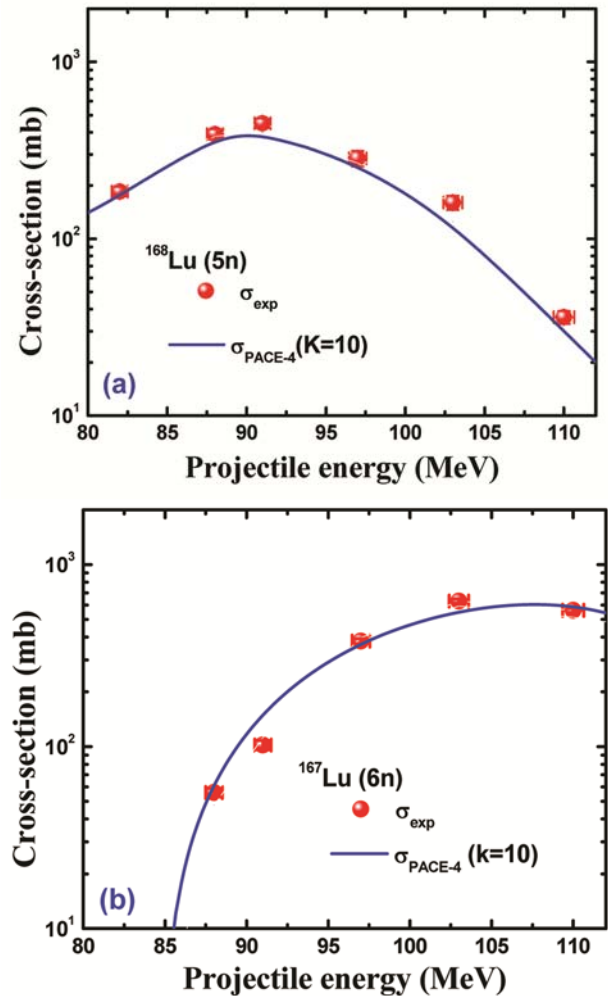 (a)
Cross-section (mb)
10³
10²
10¹
¹⁶⁸Lu (5n)
σexp
σPACE-4(K=10)
80 85 90 95 100 105 110
Projectile energy (MeV)
Cross-section (mb)
10³
10²
10¹
¹⁶⁷Lu (6n)
σexp
σPACE-4 (k=10)
(b)
80 85 90 95 100 105 110
Projectile energy (MeV)